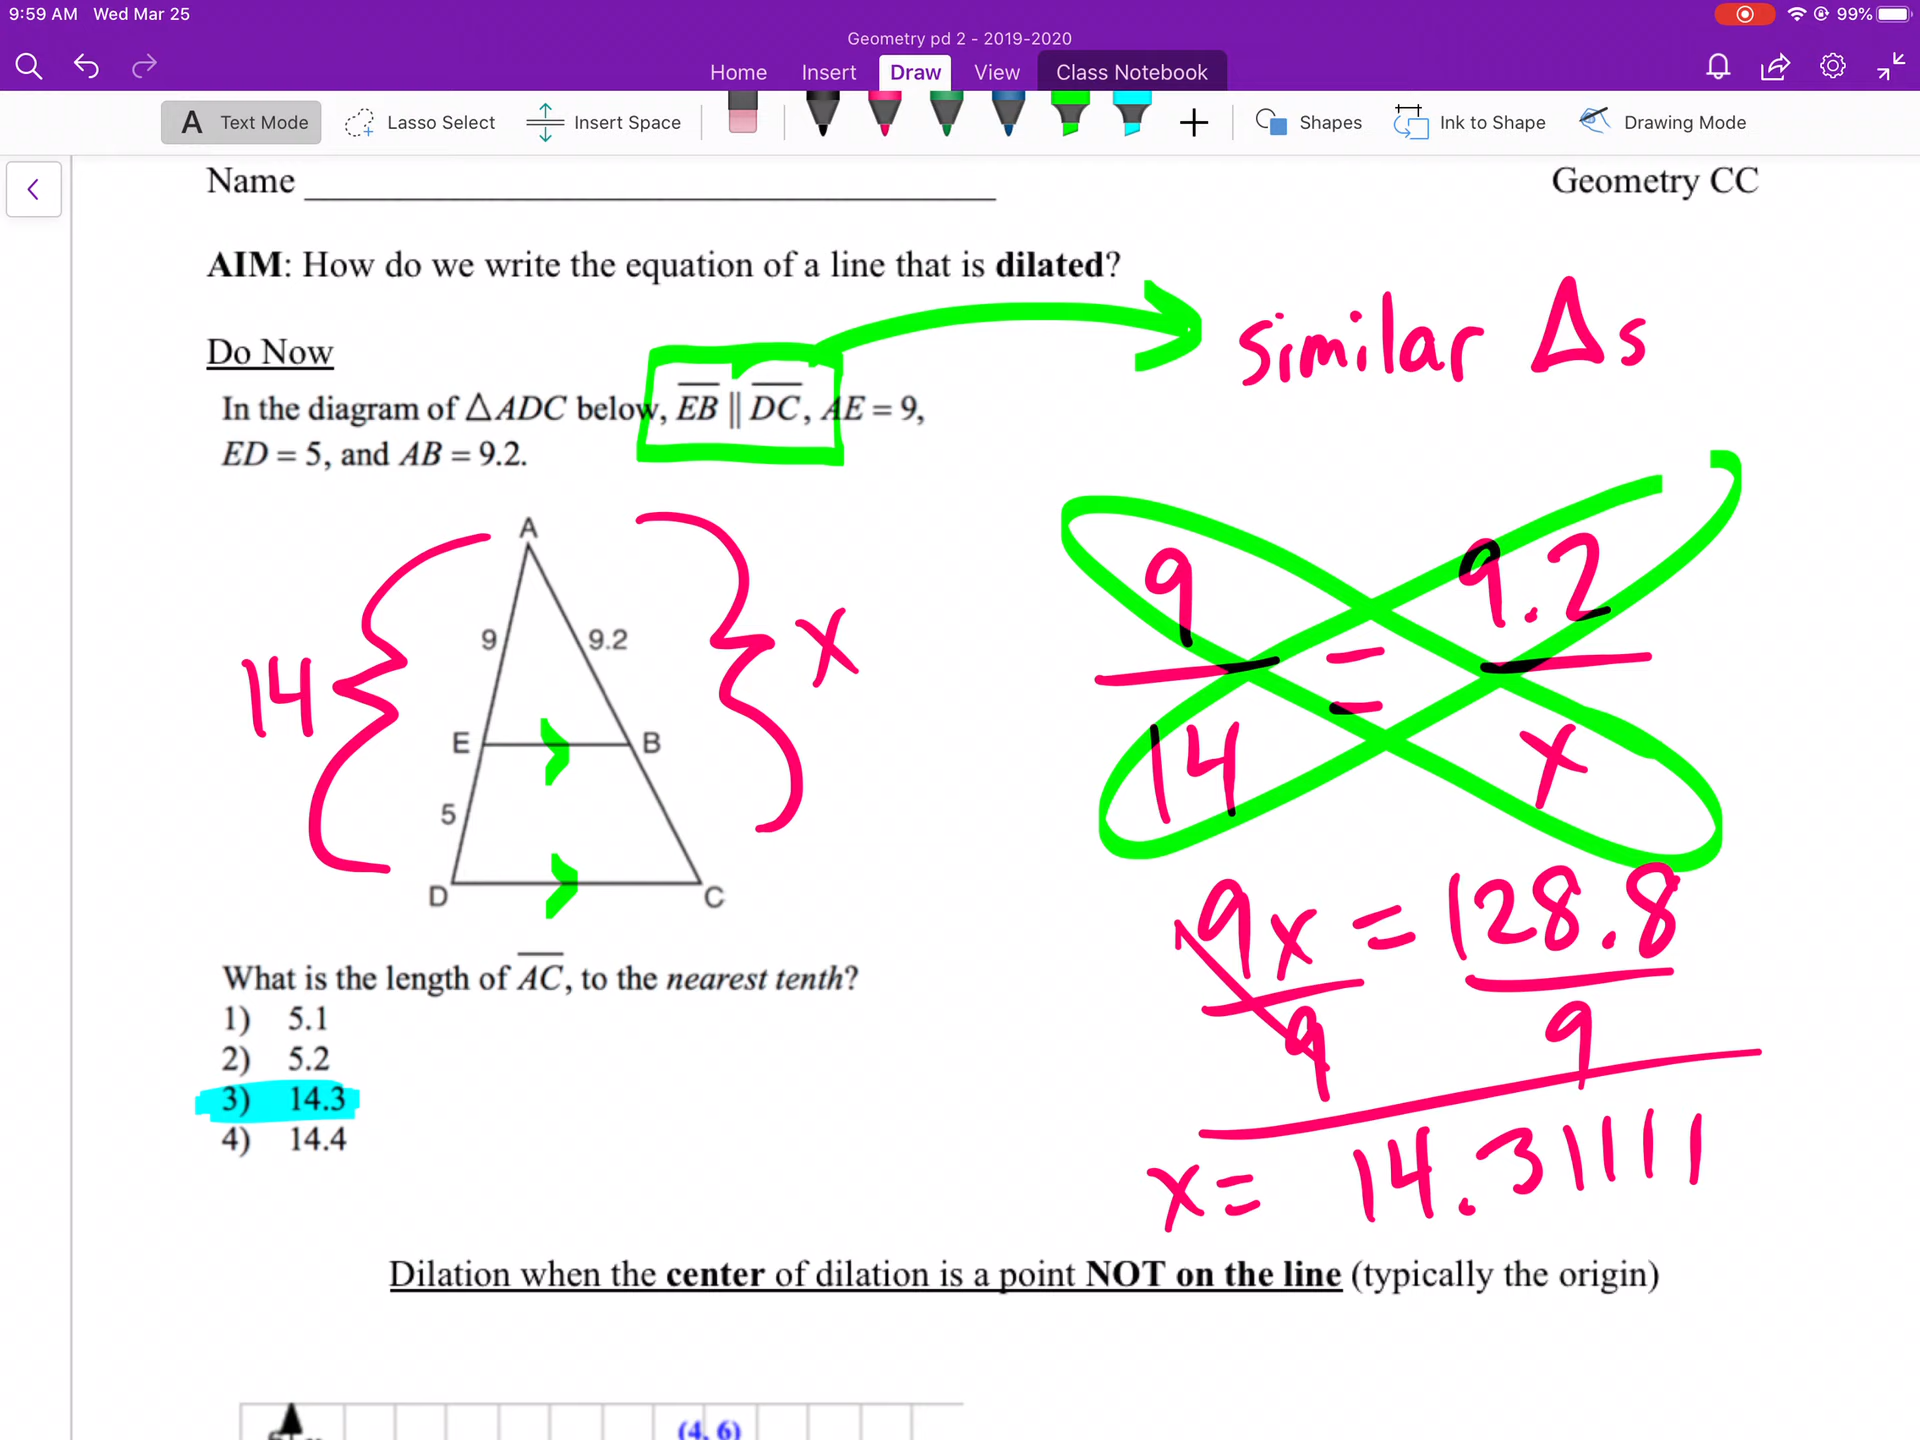 9:59 AM Wed Mar 25
99%
Geometry pd 2 - 2019-2020
Home Insert Draw View Class Notebook
A Text Mode Lasso Select Insert Space Shapes Ink to Shape Drawing Mode
Name
Geometry CC
AIM: How do we write the equation of a line that is dilated?
similar Δs
Do Now
In the diagram of △ADC below, EB || DC, AE = 9,
ED = 5, and AB = 9.2.
A
9 9.2
14
x
E B
5
D C
9/14 = 9.2/x
9x = 128.8
9 9
x = 14.31111
What is the length of AC, to the nearest tenth?
1) 5.1
2) 5.2
3) 14.3
4) 14.4
Dilation when the center of dilation is a point NOT on the line (typically the origin)
(4, 6)